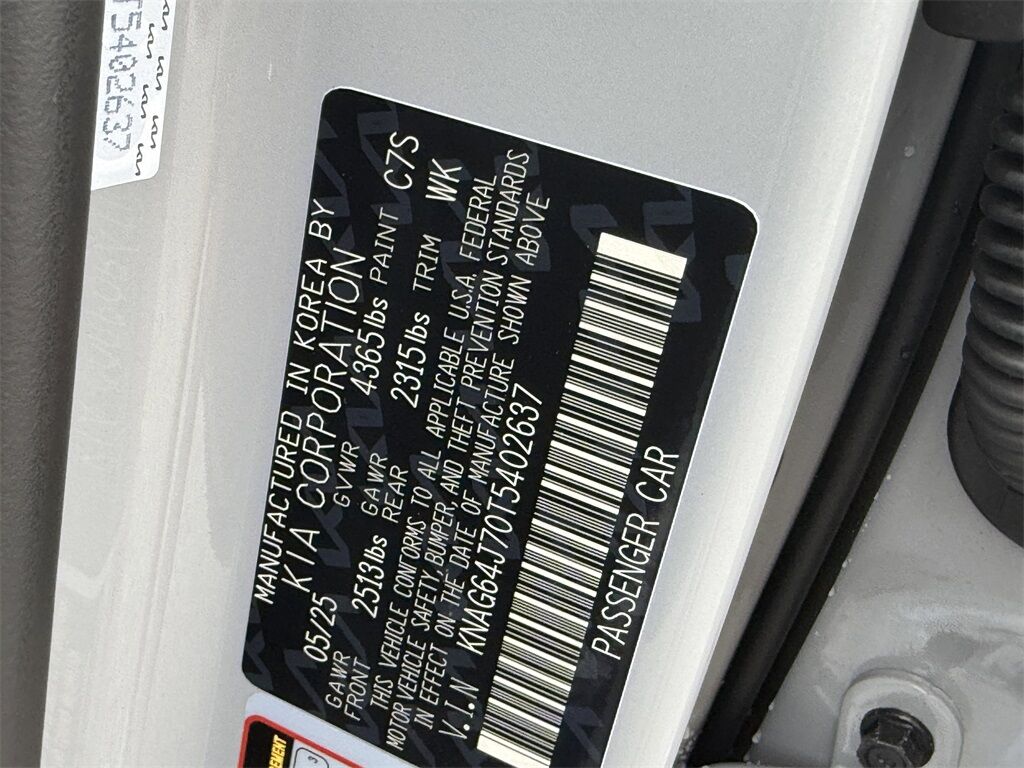 T5402637
MANUFACTURED IN KOREA BY
KIA CORPORATION
05/25 GVWR 4365lbs PAINT C7S
GAWR FRONT 2513lbs GAWR REAR 2315lbs TRIM WK
THIS VEHICLE CONFORMS TO ALL APPLICABLE U.S.A. FEDERAL
MOTOR VEHICLE SAFETY, BUMPER, AND THEFT PREVENTION STANDARDS
IN EFFECT ON THE DATE OF MANUFACTURE SHOWN ABOVE
V.I.N KNAG64J70T5402637
PASSENGER CAR
3